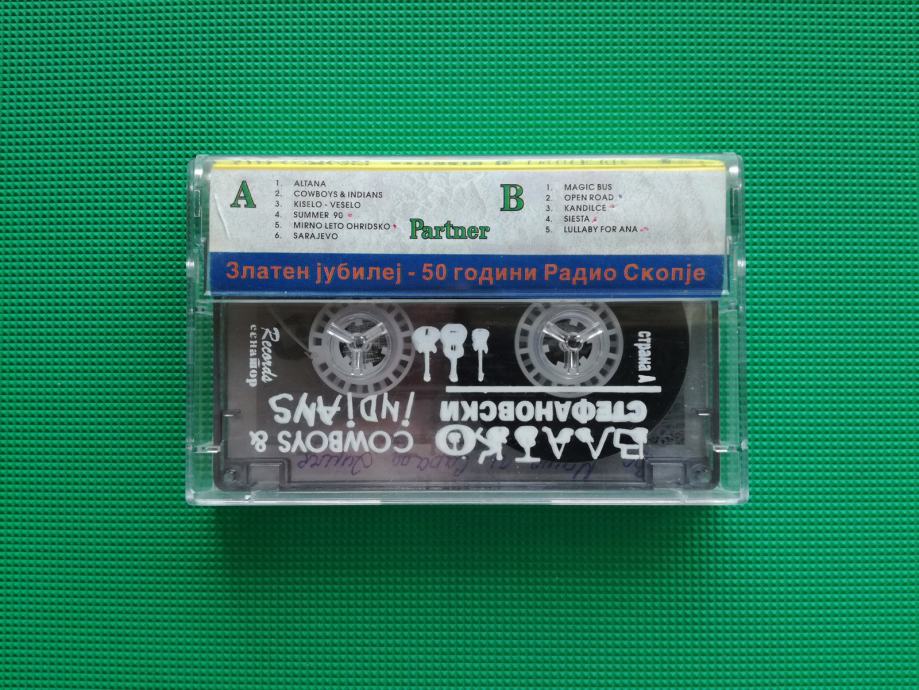 A
1. ALTANA
2. COWBOYS & INDIANS
3. KISELO - VESELO
4. SUMMER 90
5. MIRNO LETO OHRIDSKO
6. SARAJEVO
Partner
B
1. MAGIC BUS
2. OPEN ROAD
3. KANDILCE
4. SIESTA
5. LULLABY FOR ANA
Златен јубилеј - 50 години Радио Скопје
ВЛАТКО
СТЕФАНОВСКИ
COWBOYS &
INDIANS
страна А
сенатор
Records